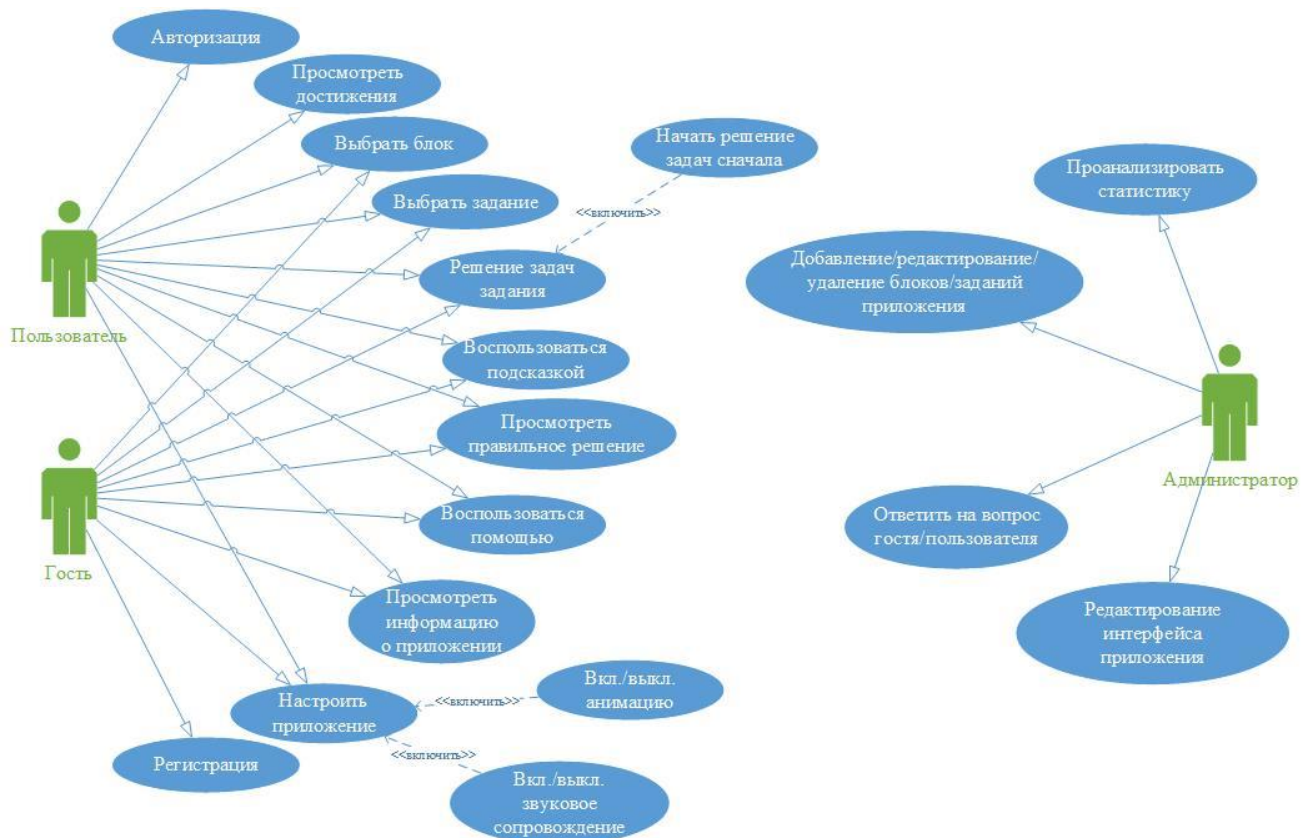 Авторизация
Просмотреть
достижения
Выбрать блок
Выбрать задание
Решение задач
задания
Воспользоваться
подсказкой
Просмотреть
правильное решение
Воспользоваться
помощью
Просмотреть
информацию
о приложении
Настроить
приложение
Регистрация
Пользователь
Гость
Начать решение
задач сначала
<<включить>>
Вкл./выкл.
анимацию
<<включить>>
Вкл./выкл.
звуковое
сопровождение
<<включить>>
Проанализировать
статистику
Добавление/редактирование/
удаление блоков/заданий
приложения
Администратор
Ответить на вопрос
гостя/пользователя
Редактирование
интерфейса
приложения